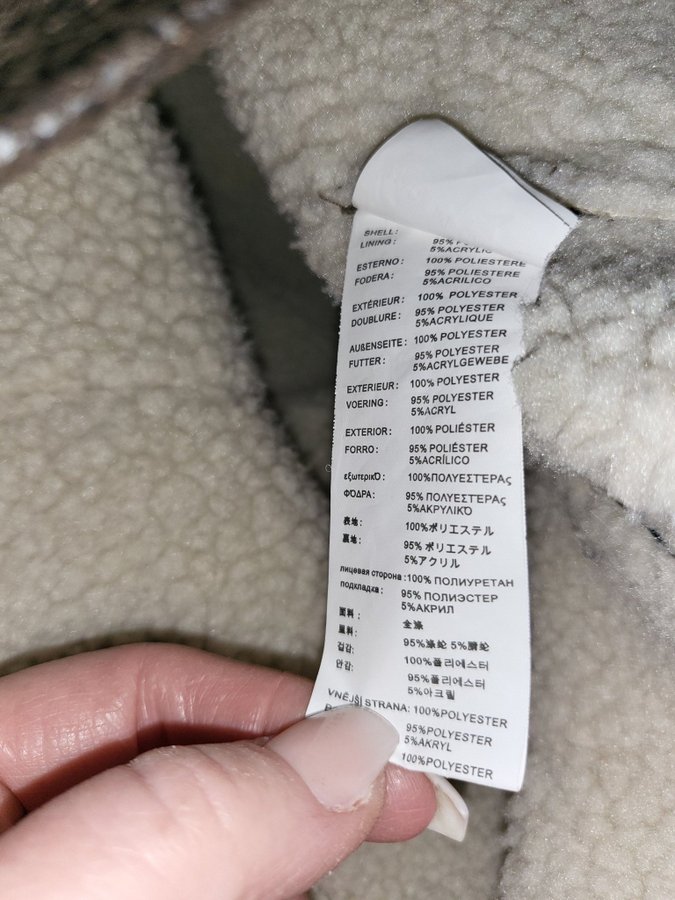 SHELL:
LINING: 95%
5%ACRYLIC
ESTERNO: 100% POLIESTERE
FODERA: 95% POLIESTERE
5%ACRILICO
EXTÉRIEUR: 100% POLYESTER
DOUBLURE: 95% POLYESTER
5%ACRYLIQUE
AUßENSEITE: 100% POLYESTER
FUTTER: 95% POLYESTER
5%ACRYLGEWEBE
EXTERIEUR: 100% POLYESTER
VOERING: 95% POLYESTER
5%ACRYL
EXTERIOR: 100% POLIÉSTER
FORRO: 95% POLIÉSTER
5%ACRÍLICO
εξωτερικΌ: 100%ΠΟΛΥΕΣΤΈΡΑς
ΦΌΔΡΑ: 95% ΠΟΛΥΕΣΤΈΡΑς
5%ΑΚΡΥΛΙΚΌ
表地: 100%ポリエステル
裏地: 95% ポリエステル
5%アクリル
лицевая сторона:100% ПОЛИУРЕТАН
подкладка: 95% ПОЛИЭСТЕР
5%АКРИЛ
面料: 全涤
里料: 95%涤纶 5%腈纶
겉감: 100%폴리에스터
안감: 95%폴리에스터
5%아크릴
VNĚJŠÍ STRANA: 100%POLYESTER
95%POLYESTER
5%AKRYL
100%POLYESTER